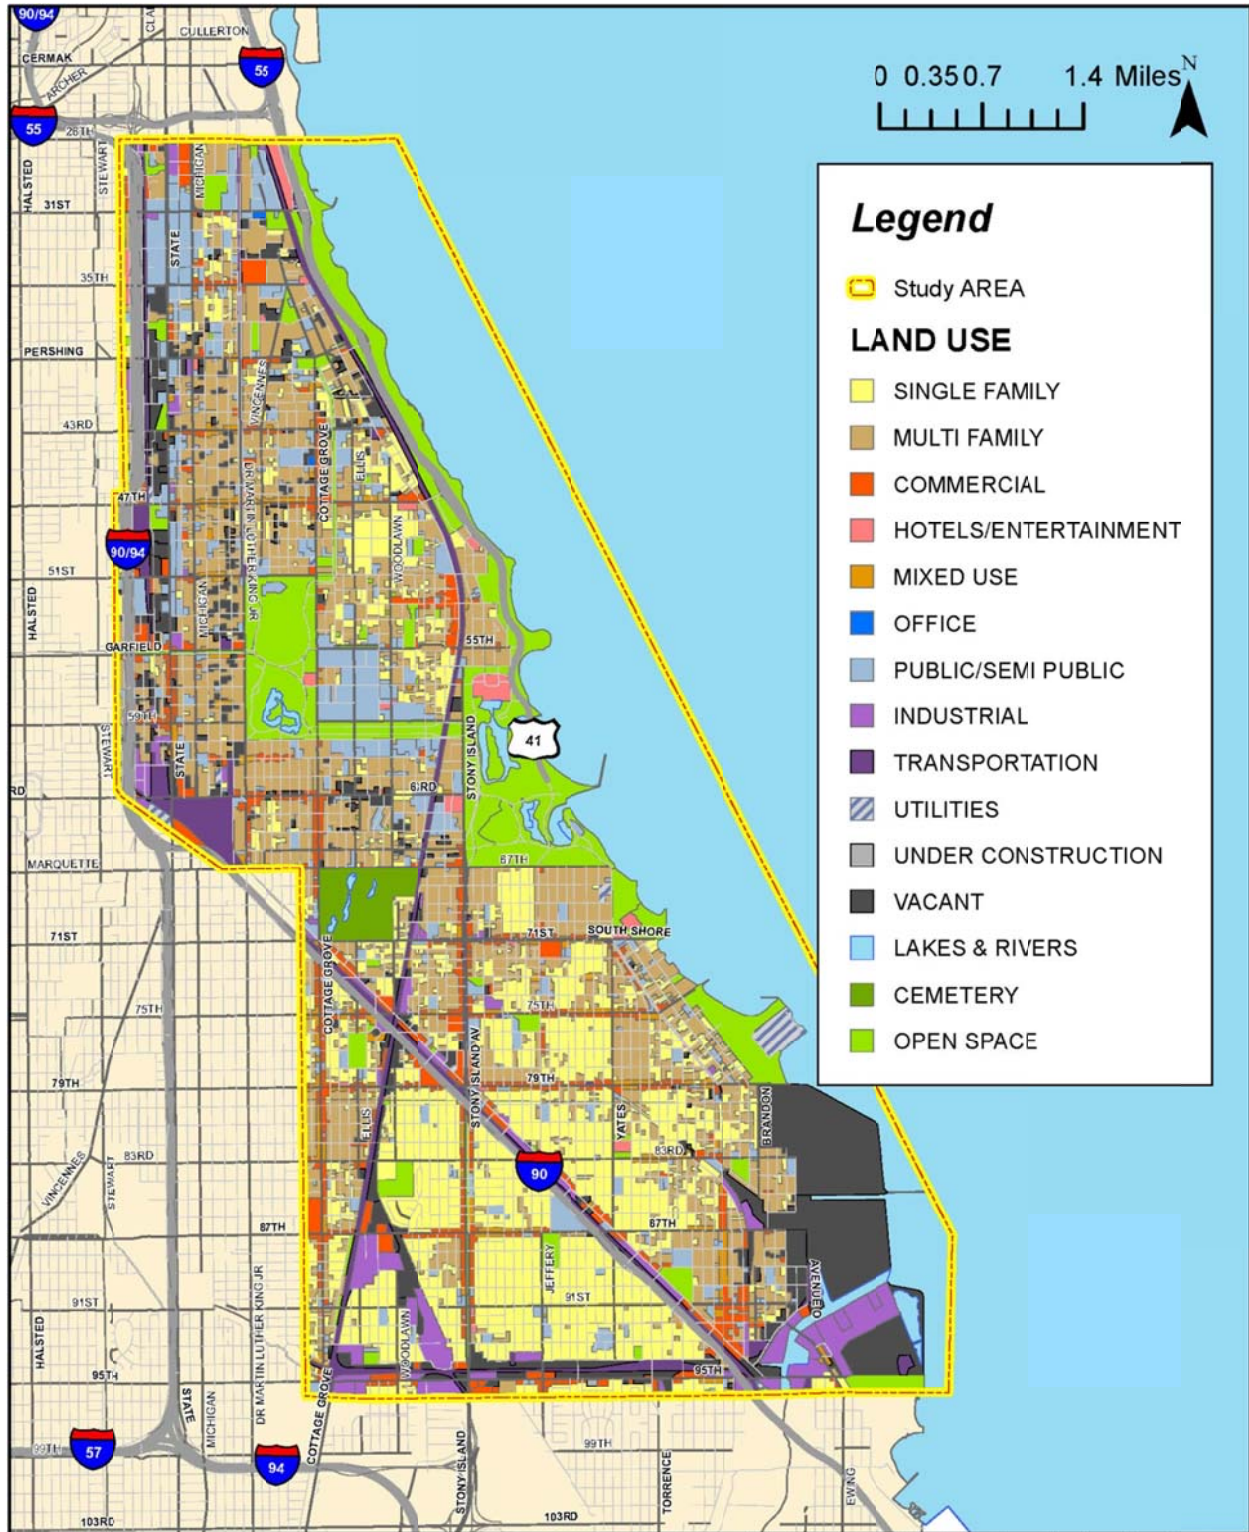 90/94
CULLERTON
CERMAK
ARCHER
55
55
28TH
HALSTED
STEWART
MICHIGAN
31ST
STATE
35TH
PERSHING
VINCENNES
43RD
COTTAGE GROVE
ELLIS
DR MARTIN LUTHER KING JR
47TH
90/94
WOODLAWN
51ST
HALSTED
MICHIGAN
GARFIELD
55TH
59TH
STEWART
STATE
STONY ISLAND
41
RD
63RD
MARQUETTE
67TH
71ST
71ST
SOUTH SHORE
COTTAGE GROVE
75TH
75TH
STONY ISLAND AV
79TH
79TH
ELLIS
YATES
BRANDON
83RD
83RD
VINCENNES
STEWART
90
87TH
87TH
JEFFERY
AVENUE O
DR MARTIN LUTHER KING JR
91ST
91ST
HALSTED
WOODLAWN
95TH
95TH
STATE
MICHIGAN
COTTAGE GROVE
STONY ISLAND
99TH
57
94
99TH
TORRENCE
EWING
103RD
103RD
0 0.35 0.7 1.4 Miles
N
Legend
Study AREA
LAND USE
SINGLE FAMILY
MULTI FAMILY
COMMERCIAL
HOTELS/ENTERTAINMENT
MIXED USE
OFFICE
PUBLIC/SEMI PUBLIC
INDUSTRIAL
TRANSPORTATION
UTILITIES
UNDER CONSTRUCTION
VACANT
LAKES & RIVERS
CEMETERY
OPEN SPACE